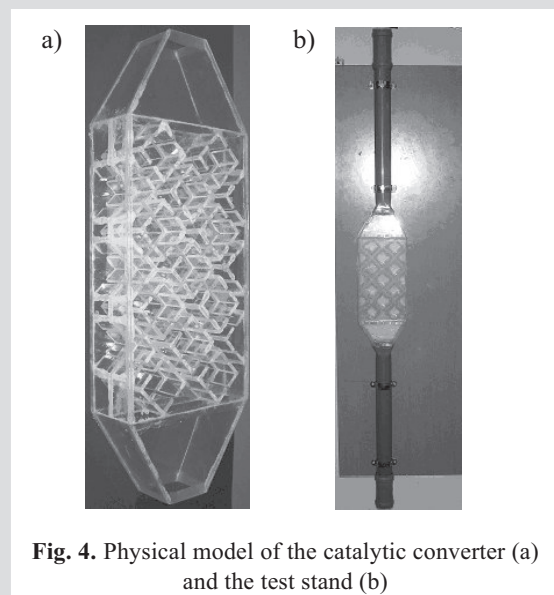 a)
b)
Fig. 4. Physical model of the catalytic converter (a)
and the test stand (b)